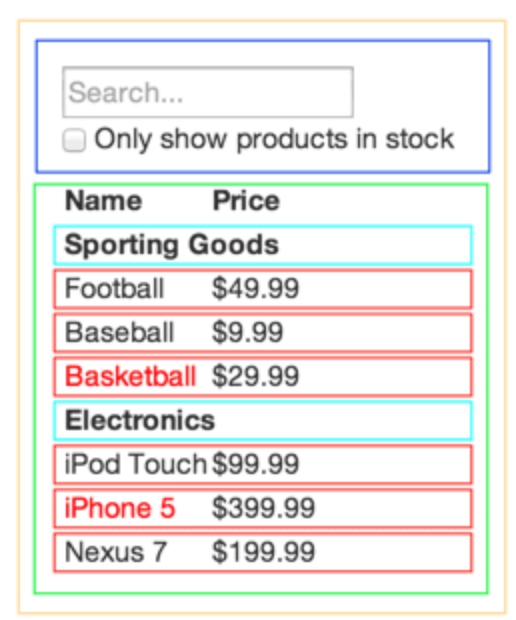 Search...
Only show products in stock
Name Price
Sporting Goods
Football $49.99
Baseball $9.99
Basketball $29.99
Electronics
iPod Touch $99.99
iPhone 5 $399.99
Nexus 7 $199.99